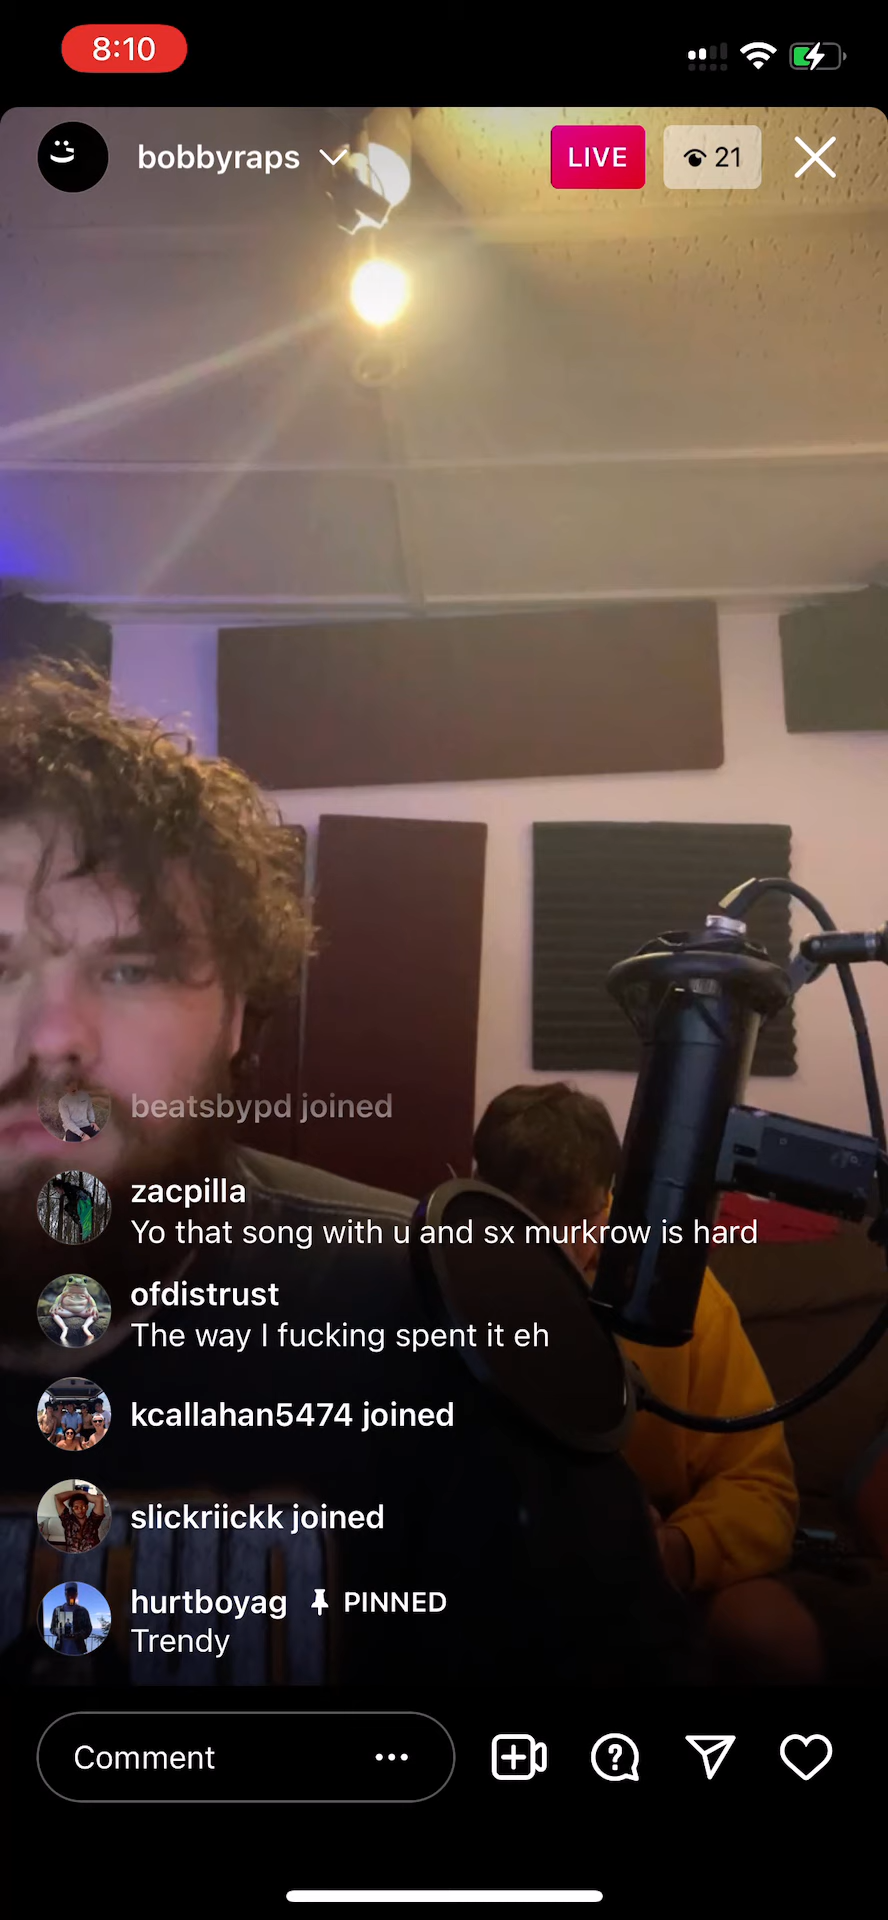 8:10
bobbyraps
LIVE
21
beatsbypd joined
zacpilla
Yo that song with u and sx murkrow is hard
ofdistrust
The way I fucking spent it eh
kcallahan5474 joined
slickriickk joined
hurtboyag PINNED
Trendy
Comment